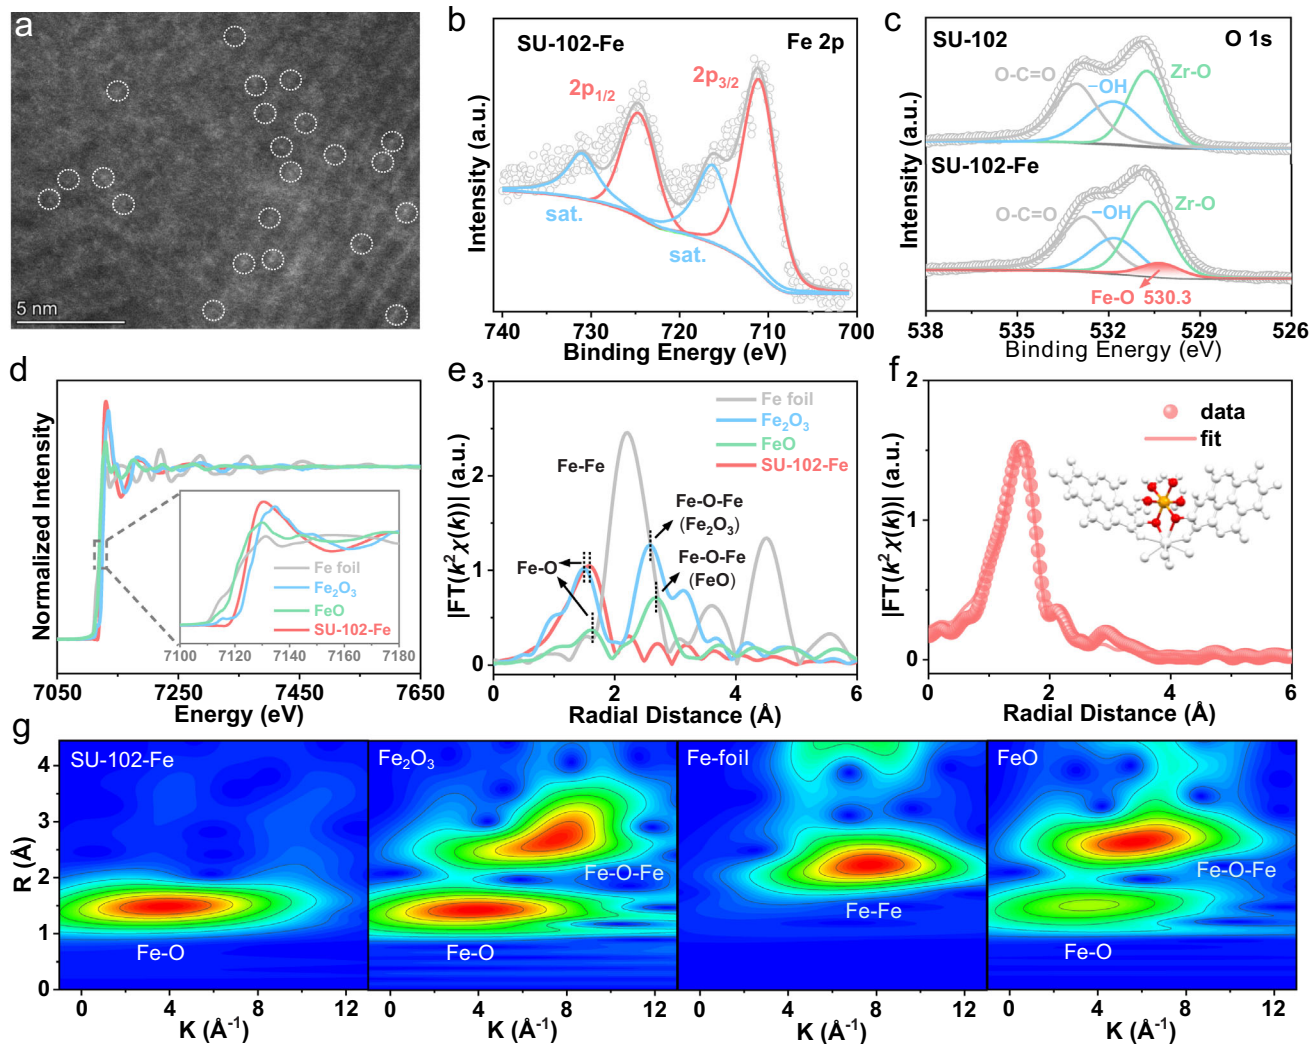 a
5 nm
b
SU-102-Fe
Fe 2p
2p1/2
2p3/2
sat.
sat.
Intensity (a.u.)
740 730 720 710 700
Binding Energy (eV)
c
SU-102
O 1s
O-C=O
−OH
Zr-O
SU-102-Fe
O-C=O
−OH
Zr-O
Fe-O 530.3
Intensity (a.u.)
538 535 532 529 526
Binding Energy (eV)
d
Normalized Intensity
Fe foil
Fe2O3
FeO
SU-102-Fe
7100 7120 7140 7160 7180
7050 7250 7450 7650
Energy (eV)
e
|FT(k²χ(k))| (a.u.)
3
2
1
0
Fe foil
Fe2O3
FeO
SU-102-Fe
Fe-Fe
Fe-O-Fe
(Fe2O3)
Fe-O-Fe
(FeO)
Fe-O
0 2 4 6
Radial Distance (Å)
f
|FT(k²χ(k))| (a.u.)
2
1
0
data
fit
0 2 4 6
Radial Distance (Å)
g
R (Å)
4
3
2
1
0
SU-102-Fe
Fe-O
0 4 8 12
K (Å⁻¹)
Fe2O3
Fe-O-Fe
Fe-O
0 4 8 12
K (Å⁻¹)
Fe-foil
Fe-Fe
0 4 8 12
K (Å⁻¹)
FeO
Fe-O-Fe
Fe-O
0 4 8 12
K (Å⁻¹)